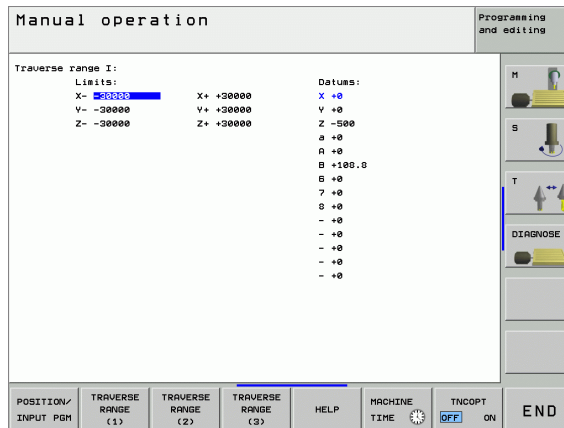 Manual operation
Programming
and editing
Traverse range I:
Limits: Datums:
X- -30000 X+ +30000 X +0
Y- -30000 Y+ +30000 Y +0
Z- -30000 Z+ +30000 Z -500
a +0
A +0
B +108.8
6 +0
7 +0
8 +0
- +0
- +0
- +0
- +0
- +0
M
S
T
DIAGNOSE
POSITION/
INPUT PGM
TRAVERSE
RANGE
(1)
TRAVERSE
RANGE
(2)
TRAVERSE
RANGE
(3)
HELP
MACHINE
TIME
TNCOPT
OFF ON
END